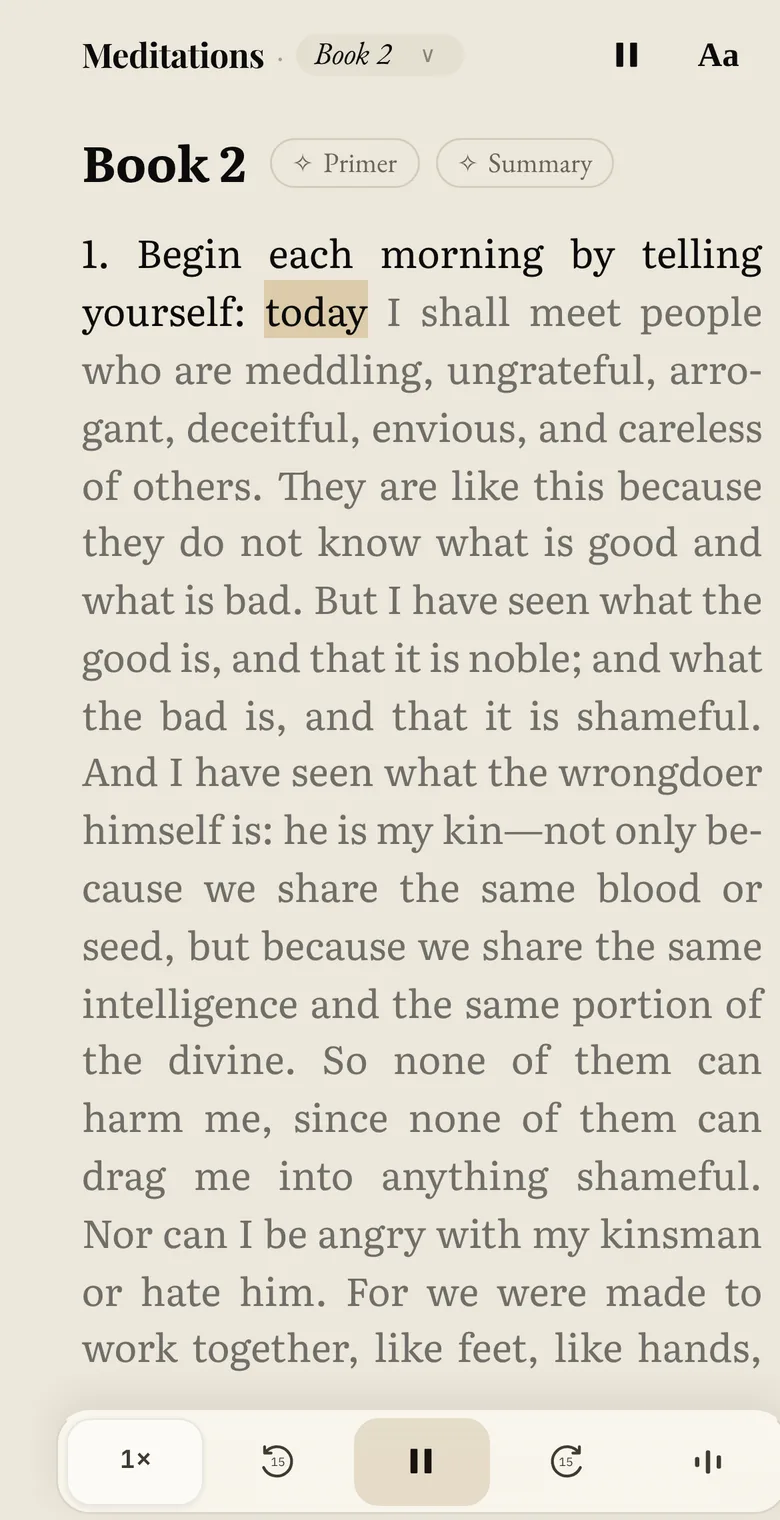 Meditations · Book 2 ∨
Aa
Book 2 ✧ Primer ✧ Summary
1. Begin each morning by telling
yourself: today I shall meet people
who are meddling, ungrateful, arro-
gant, deceitful, envious, and careless
of others. They are like this because
they do not know what is good and
what is bad. But I have seen what the
good is, and that it is noble; and what
the bad is, and that it is shameful.
And I have seen what the wrongdoer
himself is: he is my kin—not only be-
cause we share the same blood or
seed, but because we share the same
intelligence and the same portion of
the divine. So none of them can
harm me, since none of them can
drag me into anything shameful.
Nor can I be angry with my kinsman
or hate him. For we were made to
work together, like feet, like hands,
1× 15 15